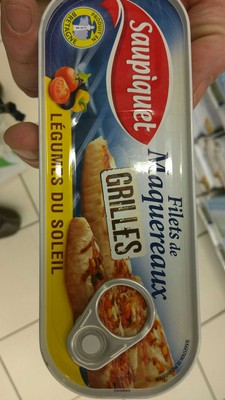 Saupiquet
Filets de
Maquereaux
GRILLÉS
LÉGUMES DU SOLEIL